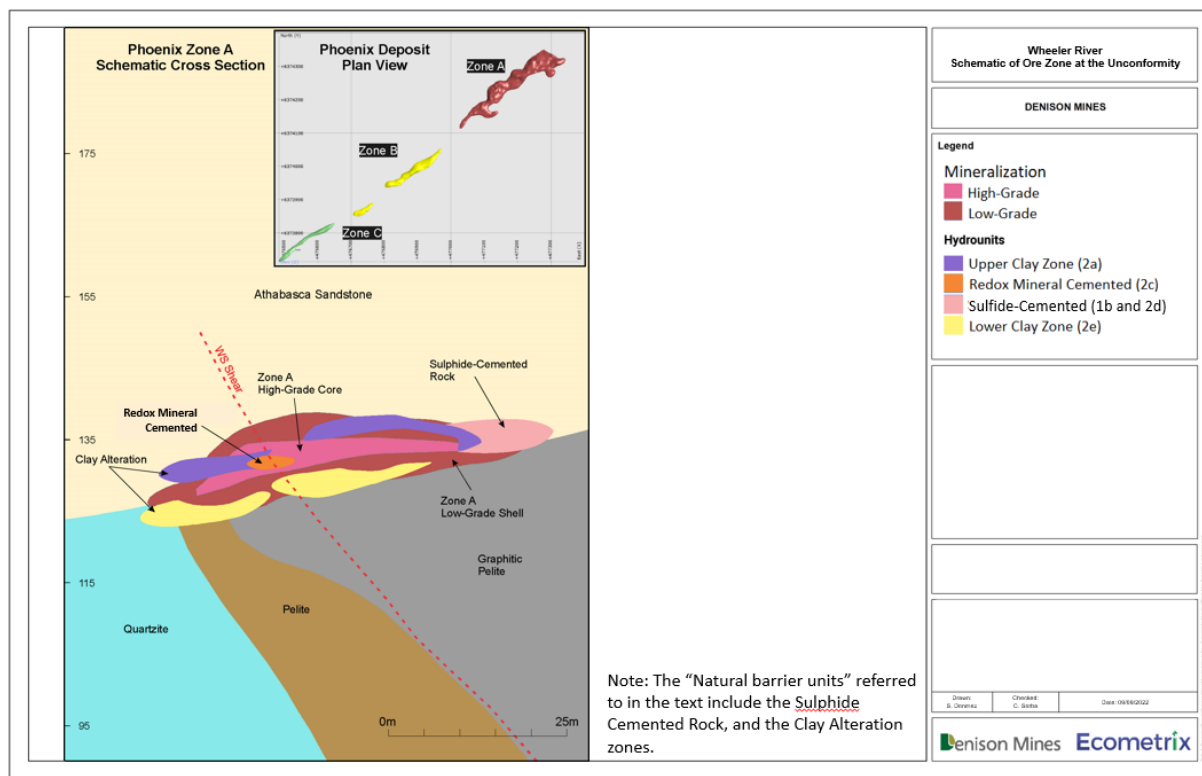 Phoenix Zone A
Schematic Cross Section
Phoenix Deposit
Plan View
Zone A
Zone B
Zone C
175
155
135
115
95
Athabasca Sandstone
WS Shear
Zone A
High-Grade Core
Sulphide-Cemented
Rock
Redox Mineral
Cemented
Clay Alteration
Zone A
Low-Grade Shell
Graphitic
Pelite
Pelite
Quartzite
0m
25m
Note: The “Natural barrier units” referred
to in the text include the Sulphide
Cemented Rock, and the Clay Alteration
zones.
Wheeler River
Schematic of Ore Zone at the Unconformity
DENISON MINES
Legend
Mineralization
High-Grade
Low-Grade
Hydrounits
Upper Clay Zone (2a)
Redox Mineral Cemented (2c)
Sulfide-Cemented (1b and 2d)
Lower Clay Zone (2e)
Drawn:
Checked:
Denison Mines
Ecometrix